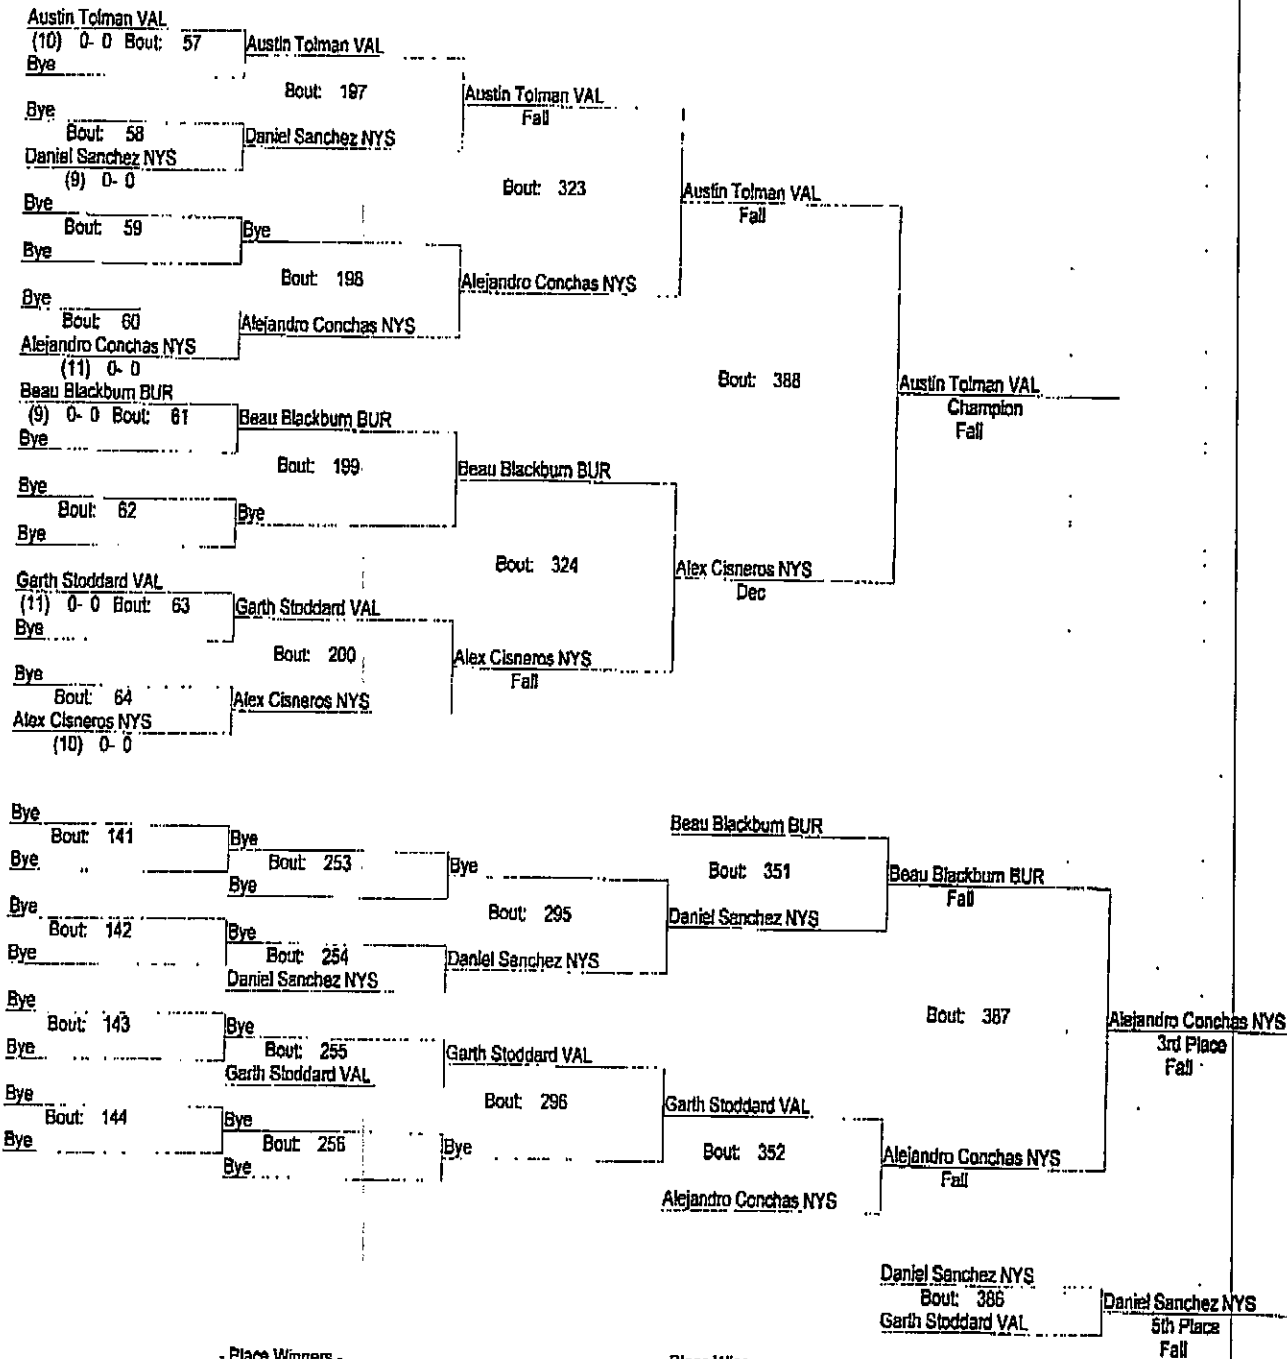 Austin Tolman VAL
(10) 0- 0 Bout: 57
Austin Tolman VAL
Bye
Bout: 197
Austin Tolman VAL
Fall
Bye
Bout: 58
Daniel Sanchez NYS
Daniel Sanchez NYS
(9) 0- 0
Bout: 323
Austin Tolman VAL
Fall
Bye
Bout: 59
Bye
Bye
Bout: 198
Alejandro Conchas NYS
Bye
Bout: 60
Alejandro Conchas NYS
Alejandro Conchas NYS
(11) 0- 0
Bout: 388
Austin Tolman VAL
Champion
Fall
Beau Blackburn BUR
(9) 0- 0 Bout: 61
Beau Blackburn BUR
Bye
Bout: 199
Beau Blackburn BUR
Bye
Bout: 62
Bye
Bye
Bout: 324
Alex Cisneros NYS
Dec
Garth Stoddard VAL
(11) 0- 0 Bout: 63
Garth Stoddard VAL
Bye
Bout: 200
Alex Cisneros NYS
Fall
Bye
Bout: 64
Alex Cisneros NYS
Alex Cisneros NYS
(10) 0- 0
Bye
Bout: 141
Bye
Bye
Bout: 253
Bye
Bye
Beau Blackburn BUR
Bout: 351
Beau Blackburn BUR
Fall
Bye
Bout: 142
Bye
Bye
Bout: 254
Daniel Sanchez NYS
Bout: 295
Daniel Sanchez NYS
Daniel Sanchez NYS
Bye
Bout: 143
Bye
Bye
Bout: 255
Garth Stoddard VAL
Garth Stoddard VAL
Bout: 387
Alejandro Conchas NYS
3rd Place
Fall
Bye
Bout: 144
Bye
Bye
Bout: 256
Bye
Bout: 296
Bye
Garth Stoddard VAL
Bout: 352
Alejandro Conchas NYS
Alejandro Conchas NYS
Fall
Daniel Sanchez NYS
Bout: 386
Garth Stoddard VAL
Daniel Sanchez NYS
5th Place
Fall
- Place Winners -